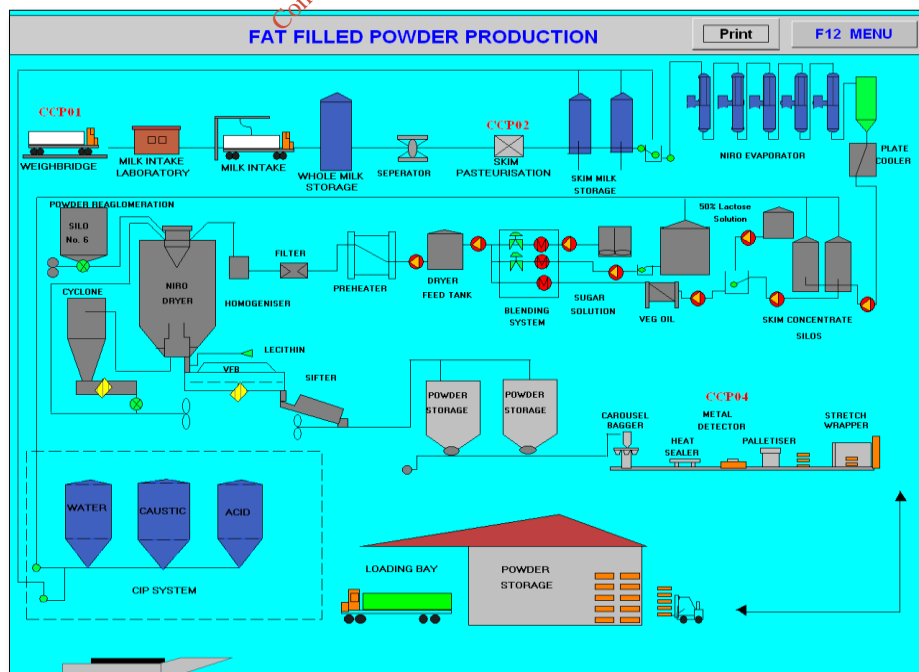 FAT FILLED POWDER PRODUCTION
Print
F12 MENU
CCP01
WEIGHBRIDGE
MILK INTAKE
LABORATORY
MILK INTAKE
WHOLE MILK
STORAGE
SEPERATOR
CCP02
SKIM
PASTEURISATION
SKIM MILK
STORAGE
NIRO EVAPORATOR
PLATE
COOLER
POWDER REAGLOMERATION
SILO
No. 6
CYCLONE
NIRO
DRYER
HOMOGENISER
FILTER
PREHEATER
DRYER
FEED TANK
BLENDING
SYSTEM
SUGAR
SOLUTION
VEG OIL
50% Lactose
Solution
SKIM CONCENTRATE
SILOS
LECITHIN
VFB
SIFTER
POWDER
STORAGE
POWDER
STORAGE
CCP04
CAROUSEL
BAGGER
HEAT
SEALER
METAL
DETECTOR
PALLETISER
STRETCH
WRAPPER
WATER
CAUSTIC
ACID
CIP SYSTEM
LOADING BAY
POWDER
STORAGE